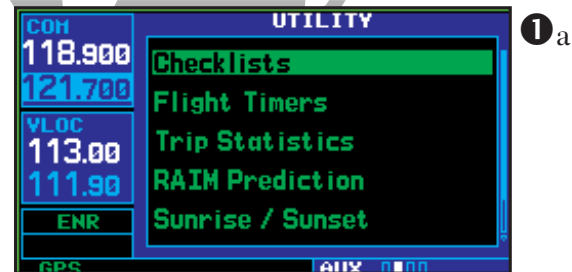 COM
118.900
121.700
VLOC
113.00
111.90
ENR
GPS
UTILITY
Checklists
Flight Timers
Trip Statistics
RAIM Prediction
Sunrise / Sunset
AUX
1a